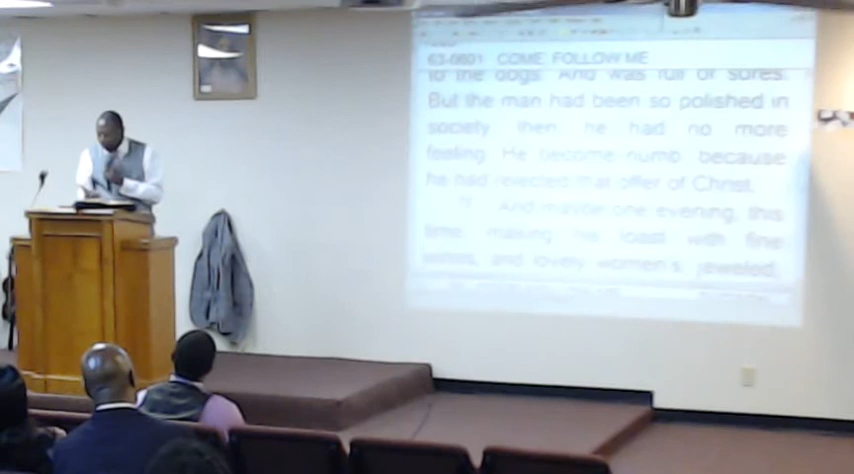 63-0601 COME FOLLOW ME
to the dogs. And was full of sores.
But the man had been so polished in
society then he had no more
feeling. He become numb because
he had rejected that offer of Christ.
And maybe one evening, this
time, making his toast with fine
and lovely women's, jeweled,